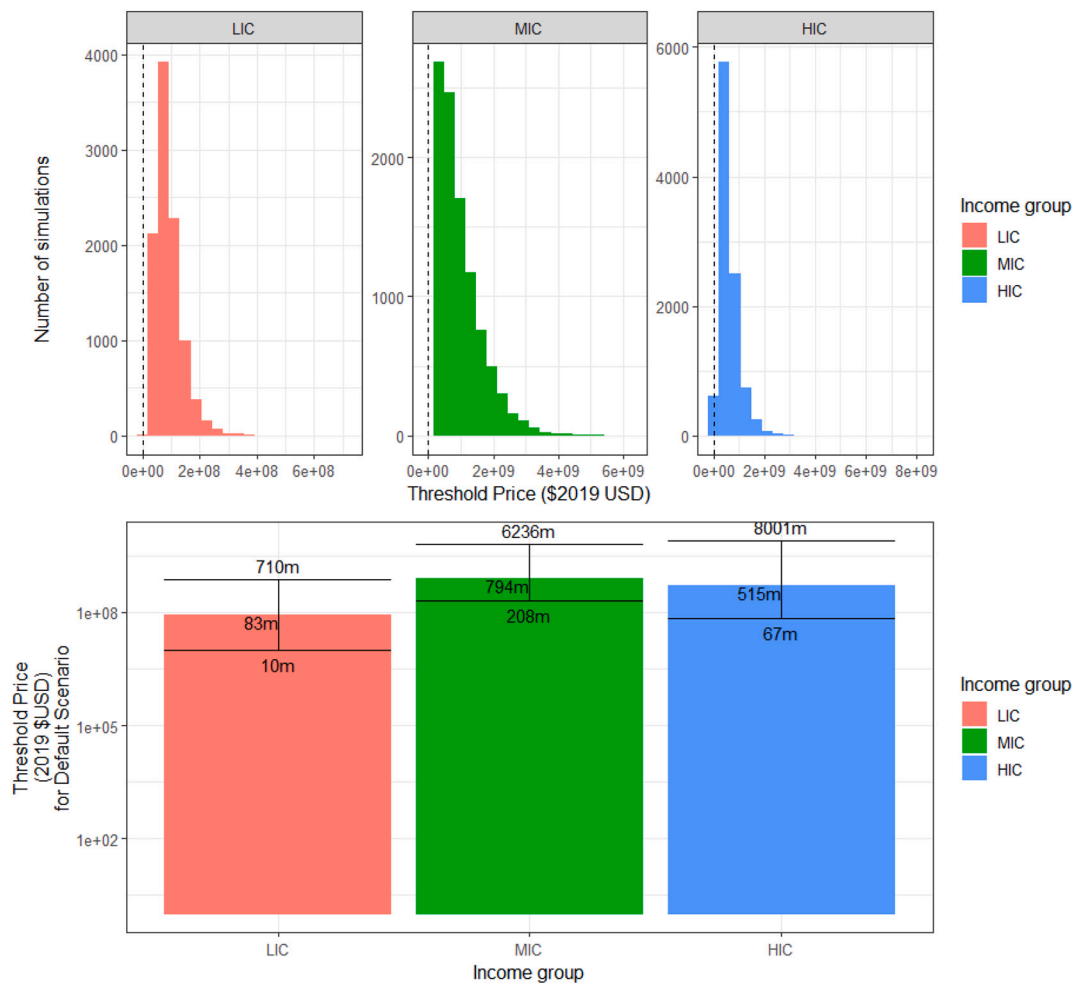 LIC MIC HIC
Number of simulations
4000
3000
2000
1000
0
2000
1000
0
6000
4000
2000
0
0e+00 2e+08 4e+08 6e+08
0e+00 2e+09 4e+09 6e+09
0e+00 2e+09 4e+09 6e+09 8e+09
Threshold Price ($2019 USD)
Income group
LIC
MIC
HIC
Threshold Price
(2019 $USD)
for Default Scenario
1e+08
1e+05
1e+02
710m
83m
10m
6236m
794m
208m
8001m
515m
67m
LIC MIC HIC
Income group
Income group
LIC
MIC
HIC